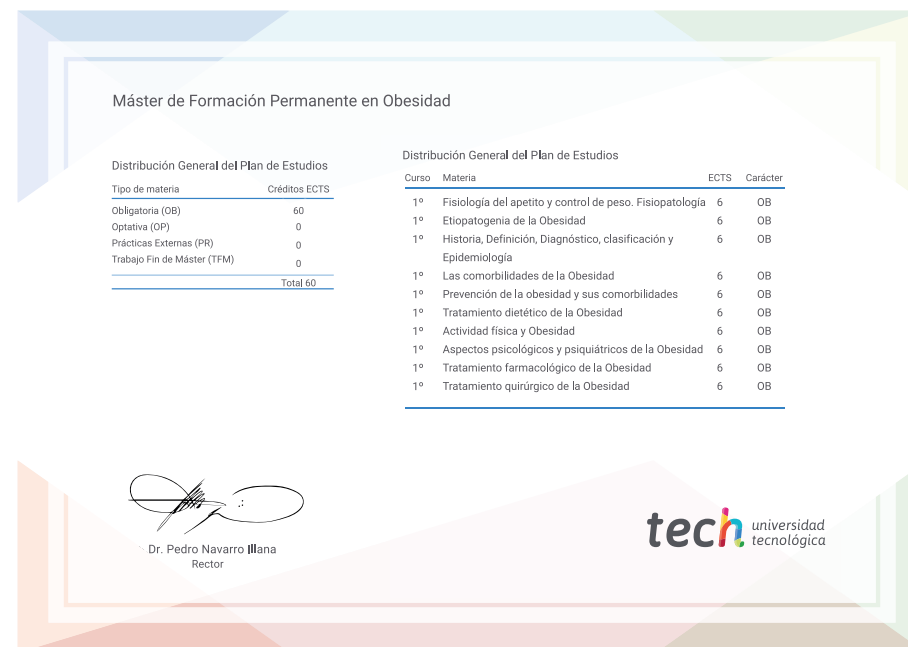 Máster de Formación Permanente en Obesidad
Distribución General del Plan de Estudios
Tipo de materia Créditos ECTS
Obligatoria (OB) 60
Optativa (OP) 0
Prácticas Externas (PR) 0
Trabajo Fin de Máster (TFM) 0
Total 60
Distribución General del Plan de Estudios
Curso Materia ECTS Carácter
1º Fisiología del apetito y control de peso. Fisiopatología 6 OB
1º Etiopatogenia de la Obesidad 6 OB
1º Historia, Definición, Diagnóstico, clasificación y 6 OB
Epidemiología
1º Las comorbilidades de la Obesidad 6 OB
1º Prevención de la obesidad y sus comorbilidades 6 OB
1º Tratamiento dietético de la Obesidad 6 OB
1º Actividad física y Obesidad 6 OB
1º Aspectos psicológicos y psiquiátricos de la Obesidad 6 OB
1º Tratamiento farmacológico de la Obesidad 6 OB
1º Tratamiento quirúrgico de la Obesidad 6 OB
Dr. Pedro Navarro Illana
Rector
tech universidad
tecnológica